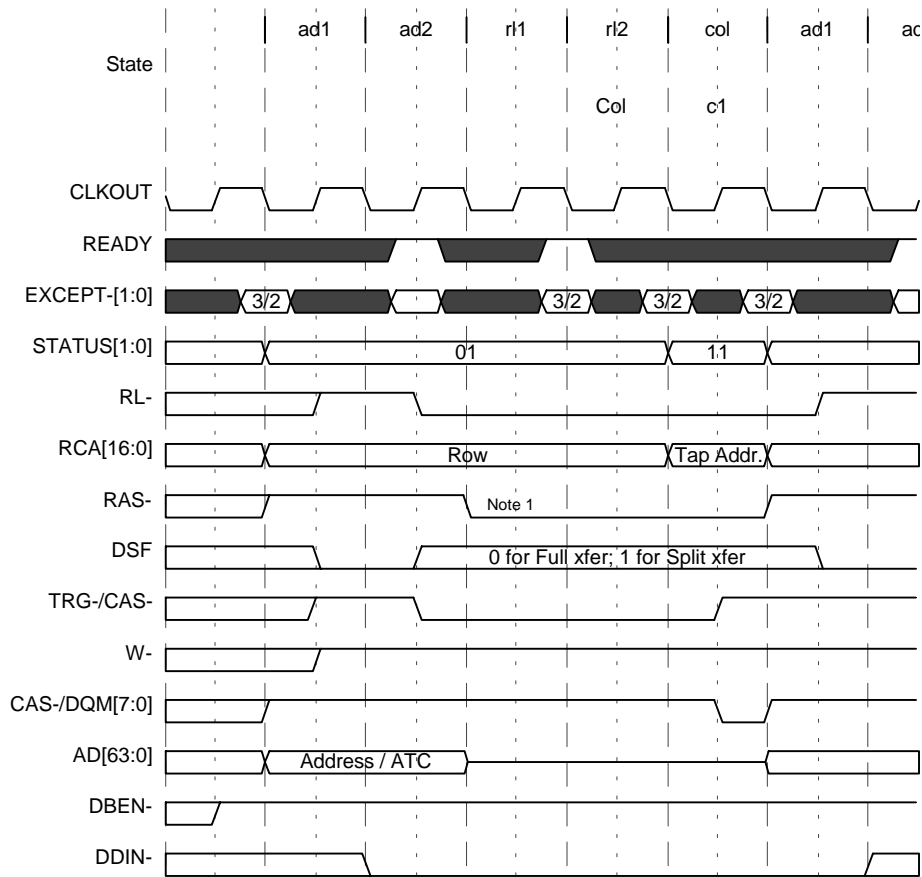 ad1 ad2 rl1 rl2 col ad1 ad
State
Col c1
CLKOUT
READY
EXCEPT-[1:0] 3/2 3/2 3/2 3/2
STATUS[1:0] 01 11
RL-
RCA[16:0] Row Tap Addr.
RAS- Note 1
DSF 0 for Full xfer; 1 for Split xfer
TRG-/CAS-
W-
CAS-/DQM[7:0]
AD[63:0] Address / ATC
DBEN-
DDIN-